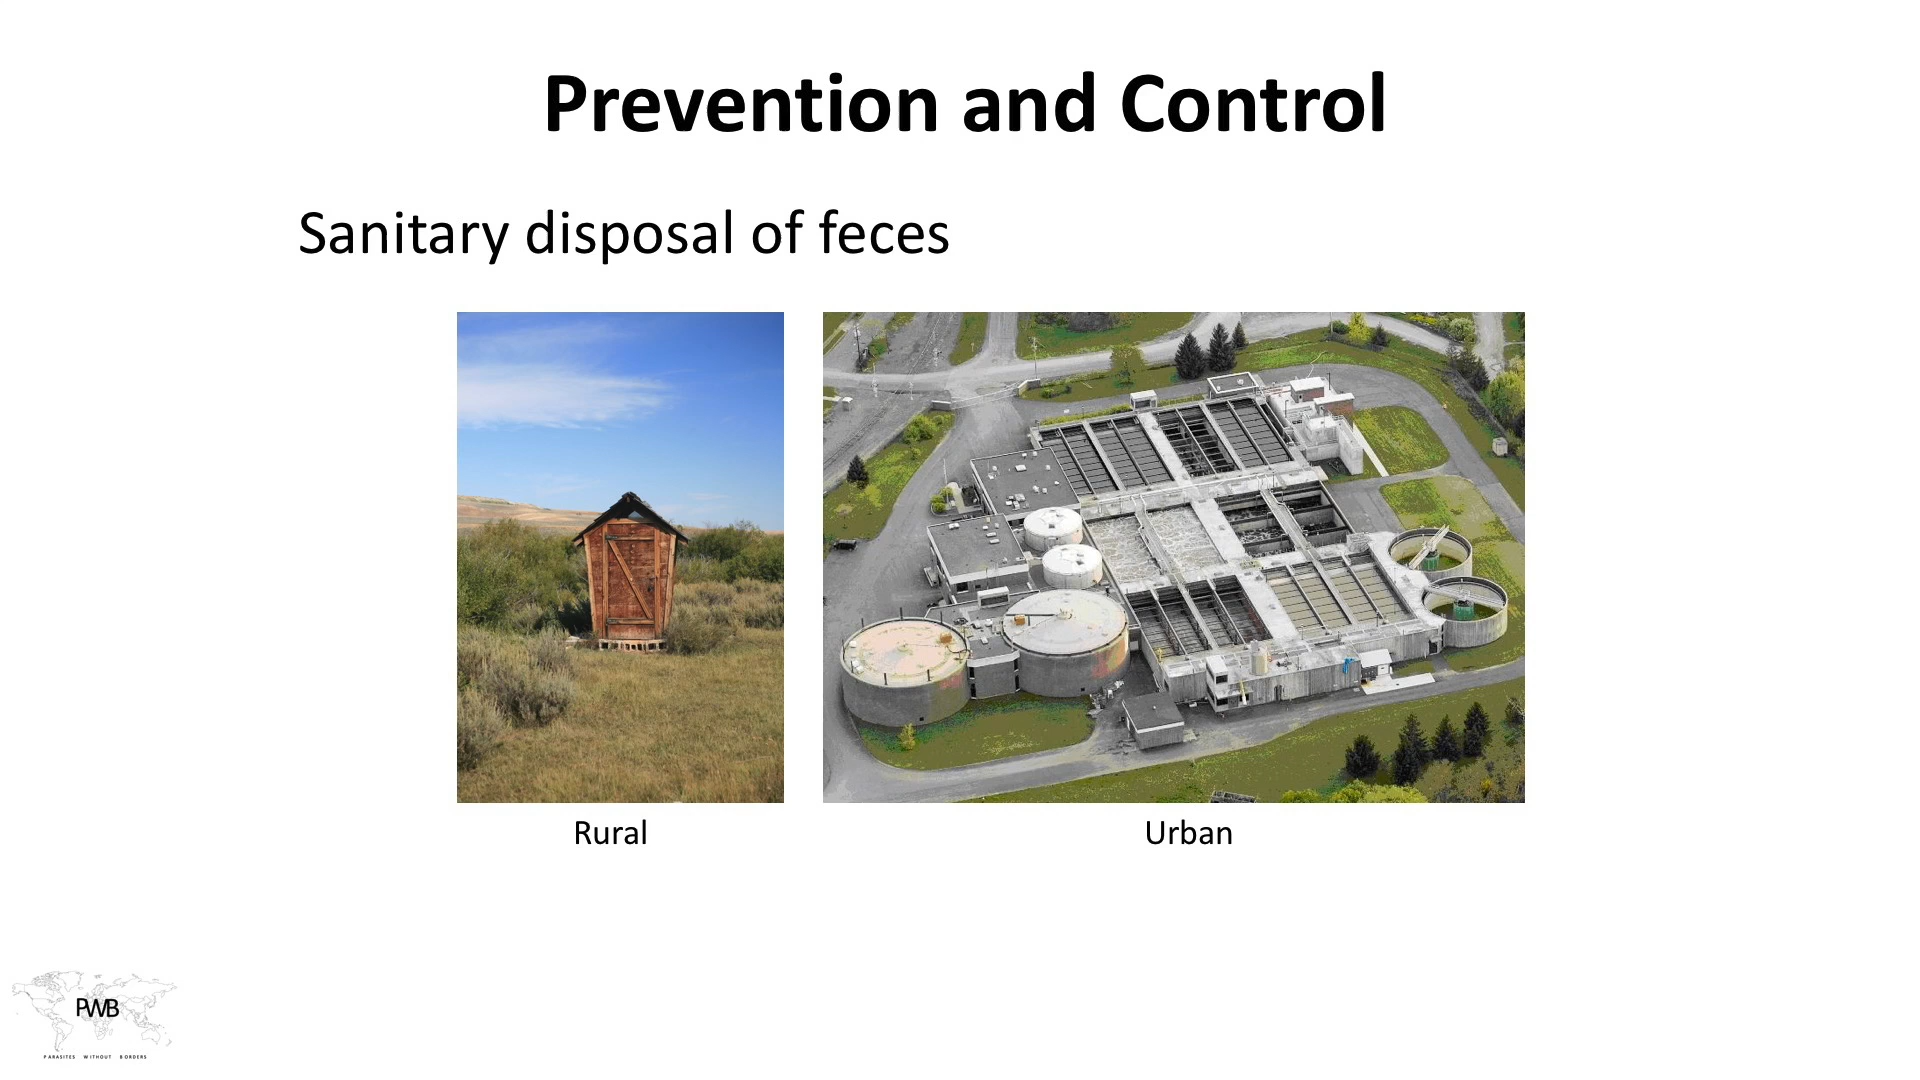 Prevention and Control
Sanitary disposal of feces
Rural
Urban
PWB
PARASITES WITHOUT BORDERS